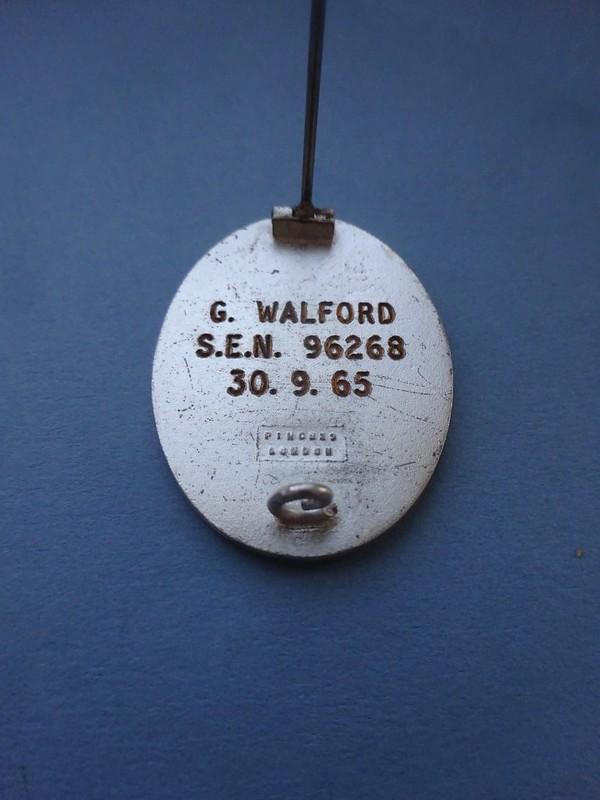 G. WALFORD
S.E.N. 96268
30. 9. 65
PINCHES
LONDON